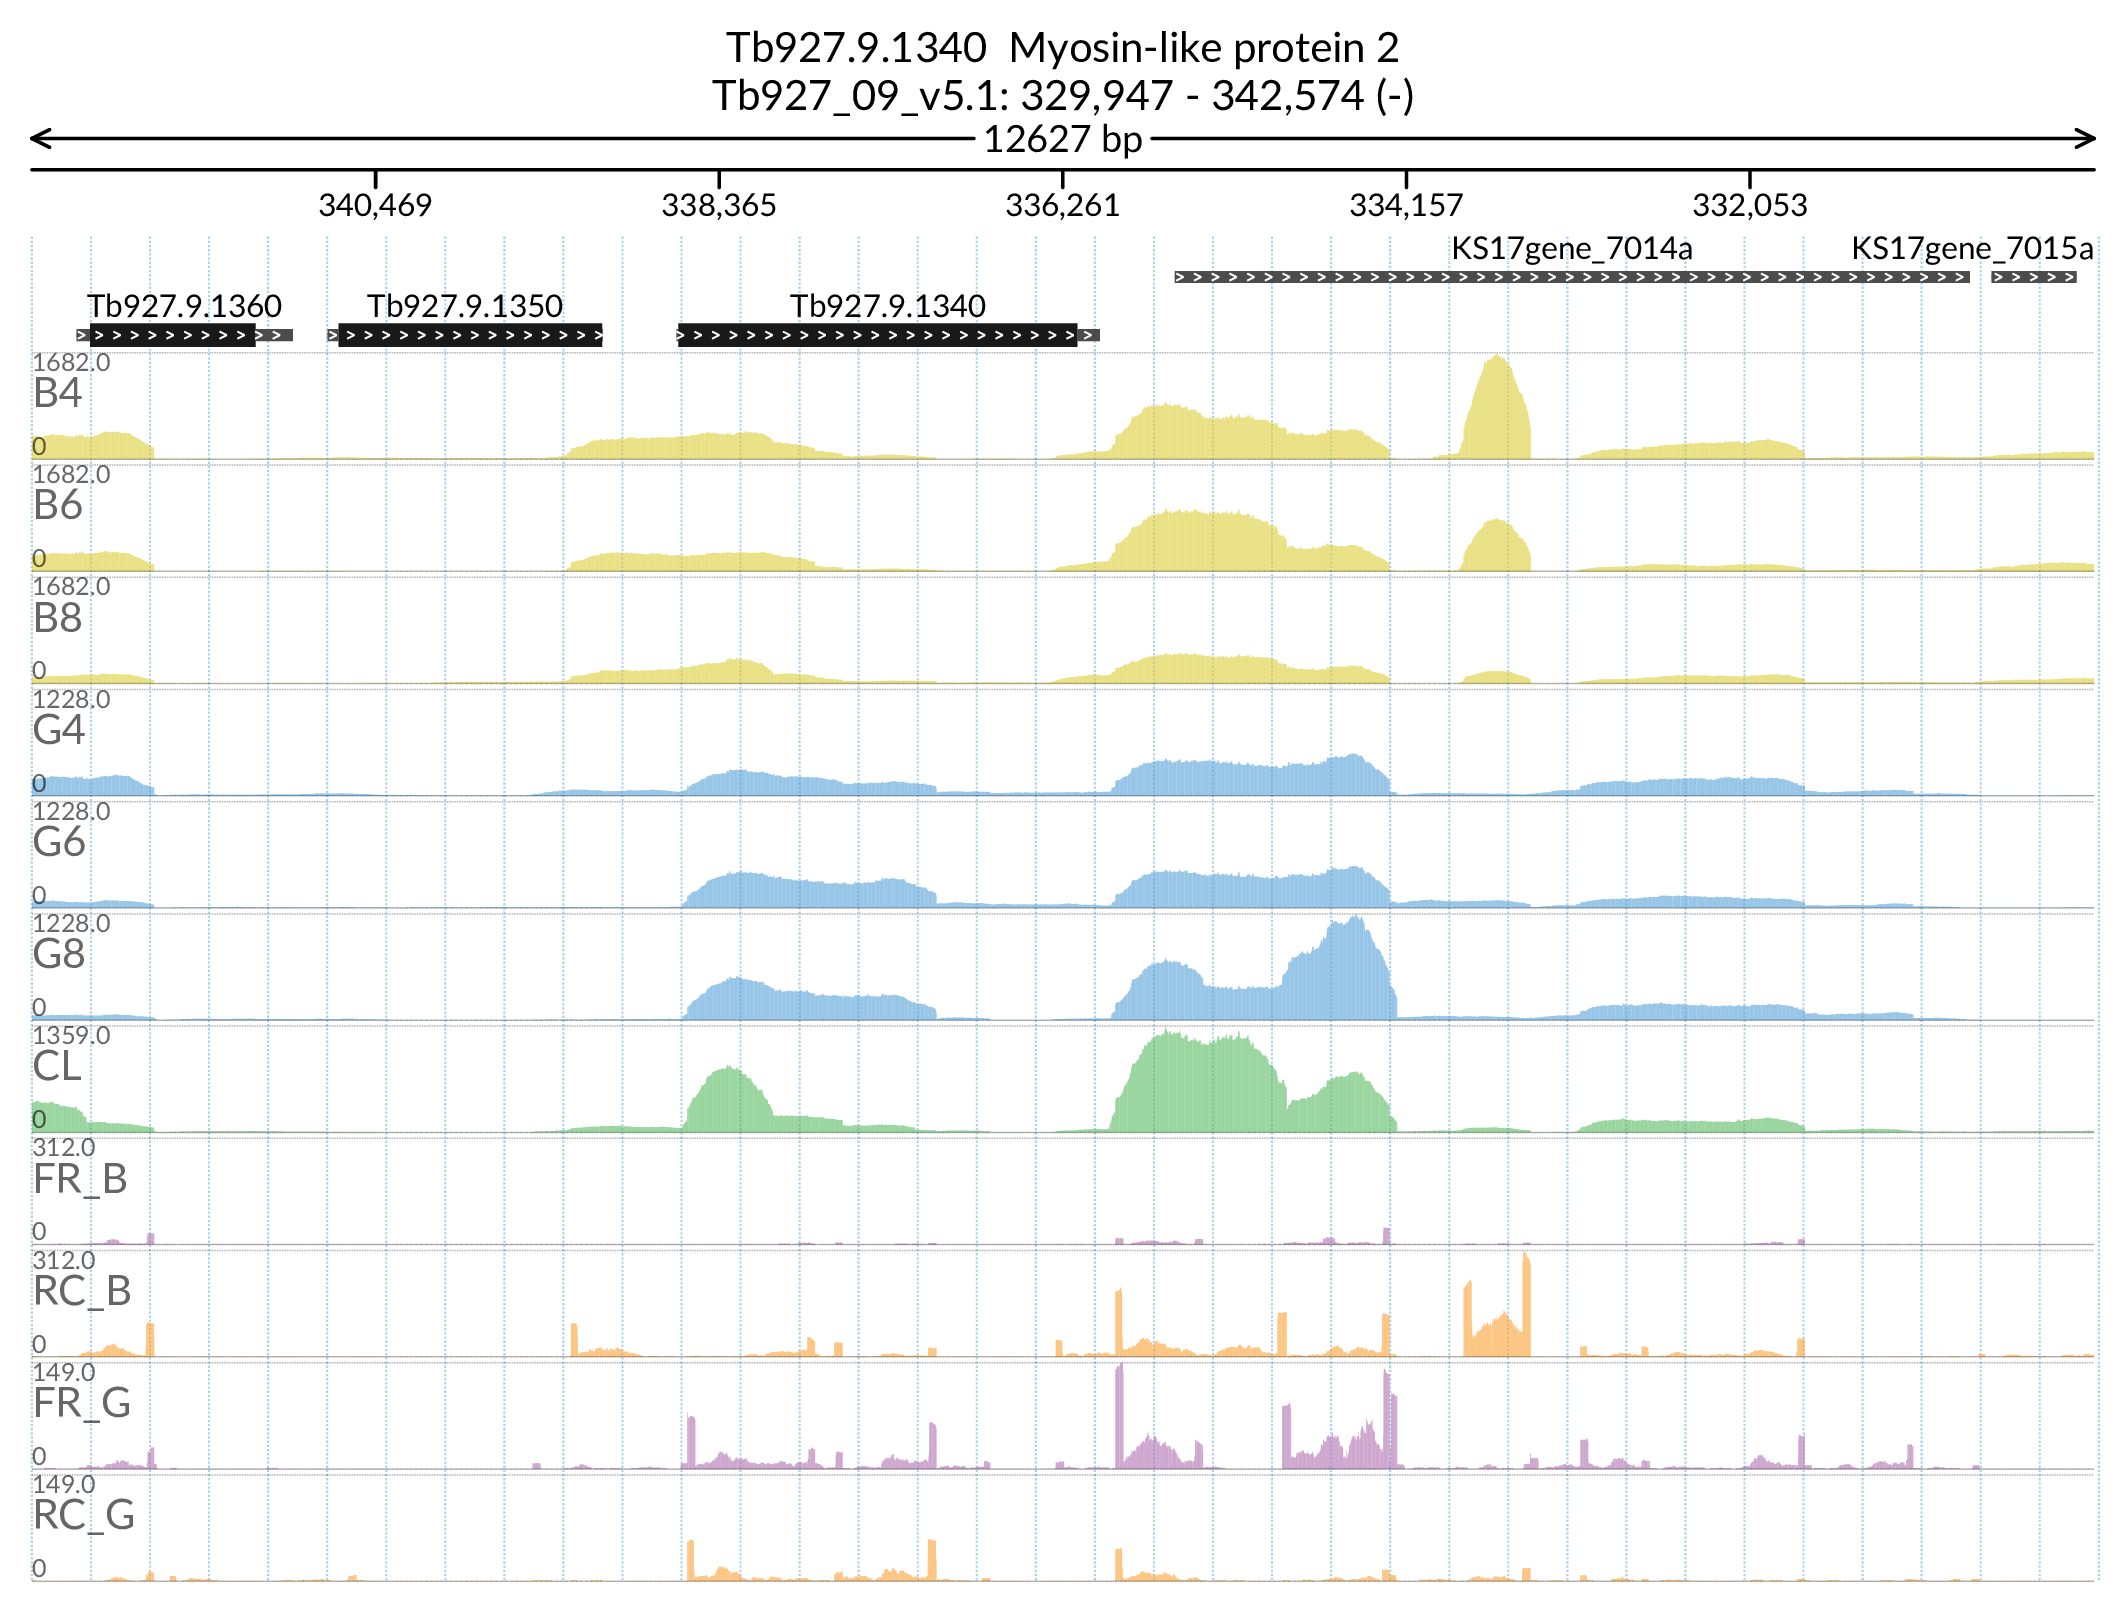 Tb927.9.1340 Myosin-like protein 2
Tb927_09_v5.1: 329,947 - 342,574 (-)
12627 bp
340,469 338,365 336,261 334,157 332,053
KS17gene_7014a KS17gene_7015a
Tb927.9.1360 Tb927.9.1350 Tb927.9.1340
1682.0
B4
0
1682.0
B6
0
1682.0
B8
0
1228.0
G4
0
1228.0
G6
0
1228.0
G8
0
1359.0
CL
0
312.0
FR_B
0
312.0
RC_B
0
149.0
FR_G
0
149.0
RC_G
0